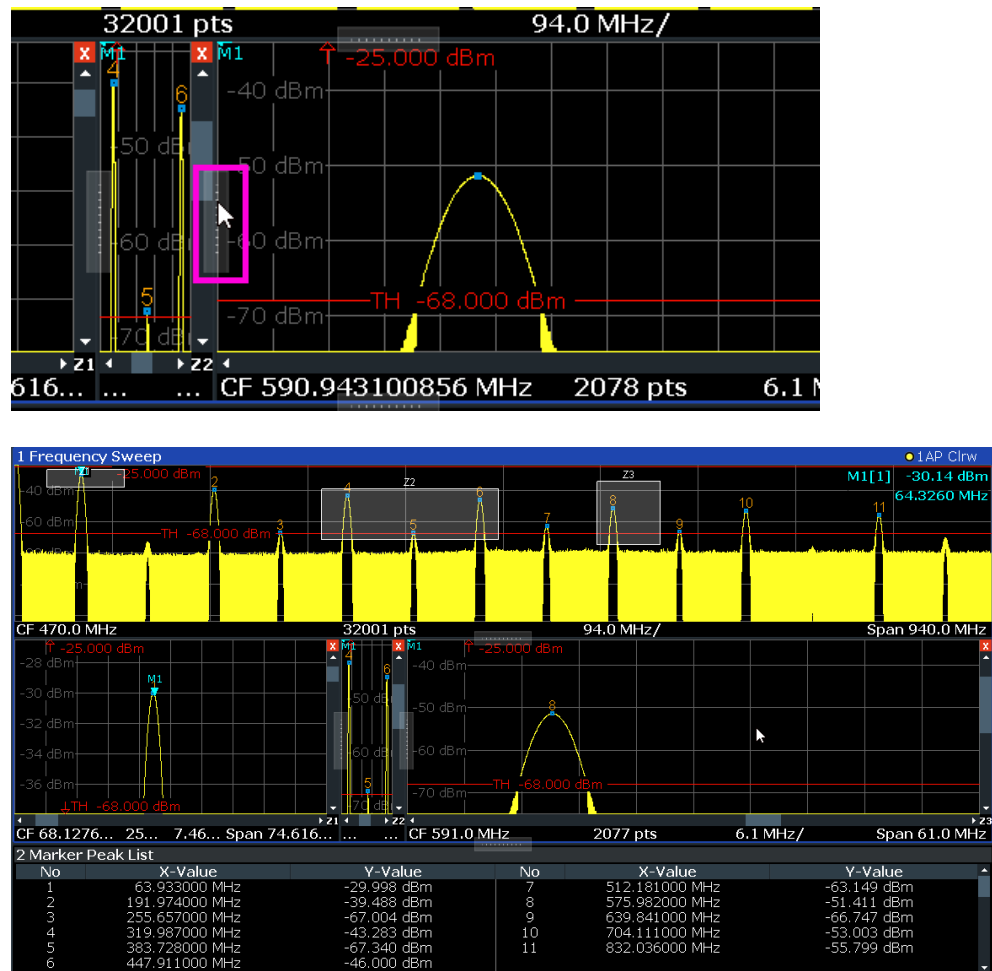 32001 pts 94.0 MHz/
M1 M1 -25.000 dBm
4
6 -40 dBm
-50 dB -50 dBm
-60 dB -60 dBm
5 TH -68.000 dBm
-70 dB -70 dBm
Z1 Z2
616... ... ... CF 590.943100856 MHz 2078 pts 6.1 M
1 Frequency Sweep 1AP Clrw
-25.000 dBm Z2 Z3 M1[1] -30.14 dBm
-40 dBm 2 4 6 8 10 11 64.3260 MHz
-60 dBm 3 5 7 9
TH -68.000 dBm
CF 470.0 MHz 32001 pts 94.0 MHz/ Span 940.0 MHz
-25.000 dBm M1 M1 -25.000 dBm
-28 dBm 4 6 -40 dBm
M1
-30 dBm -50 dB -50 dBm 8
-32 dBm
-34 dBm -60 dB -60 dBm
-36 dBm 5 TH -68.000 dBm
TH -68.000 dBm -70 dB -70 dBm
Z1 Z2 Z3
CF 68.1276... 25... 7.46... Span 74.616... ... ... CF 591.0 MHz 2077 pts 6.1 MHz/ Span 61.0 MHz
2 Marker Peak List
No X-Value Y-Value No X-Value Y-Value
1 63.933000 MHz -29.998 dBm 7 512.181000 MHz -63.149 dBm
2 191.974000 MHz -39.488 dBm 8 575.982000 MHz -51.411 dBm
3 255.657000 MHz -67.004 dBm 9 639.841000 MHz -66.747 dBm
4 319.987000 MHz -43.283 dBm 10 704.111000 MHz -53.003 dBm
5 383.728000 MHz -67.340 dBm 11 832.036000 MHz -55.799 dBm
6 447.911000 MHz -46.000 dBm